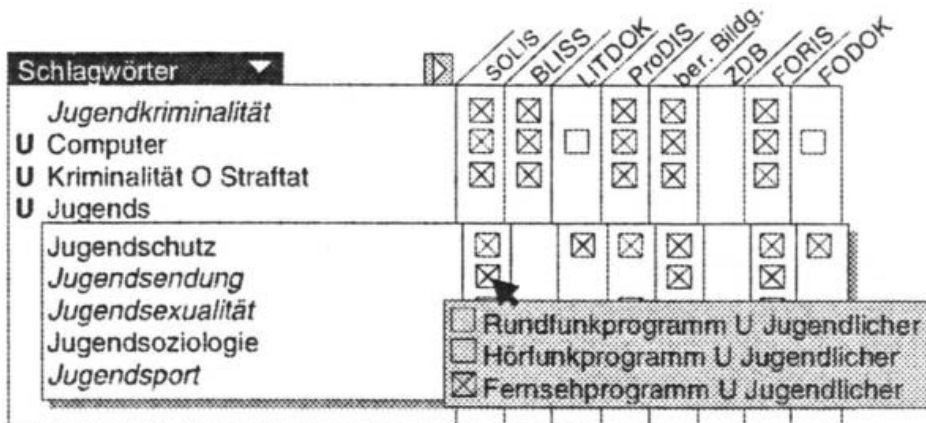 SOLIS BLISS LITDOK ProDIS ber. Bildg. ZDB FORIS FODOK
Schlagwörter
Jugendkriminalität
U Computer
U Kriminalität O Straftat
U Jugends
Jugendschutz
Jugendsendung
Jugendsexualität
Jugendsoziologie
Jugendsport
Rundfunkprogramm U Jugendlicher
Hörfunkprogramm U Jugendlicher
Fernsehprogramm U Jugendlicher